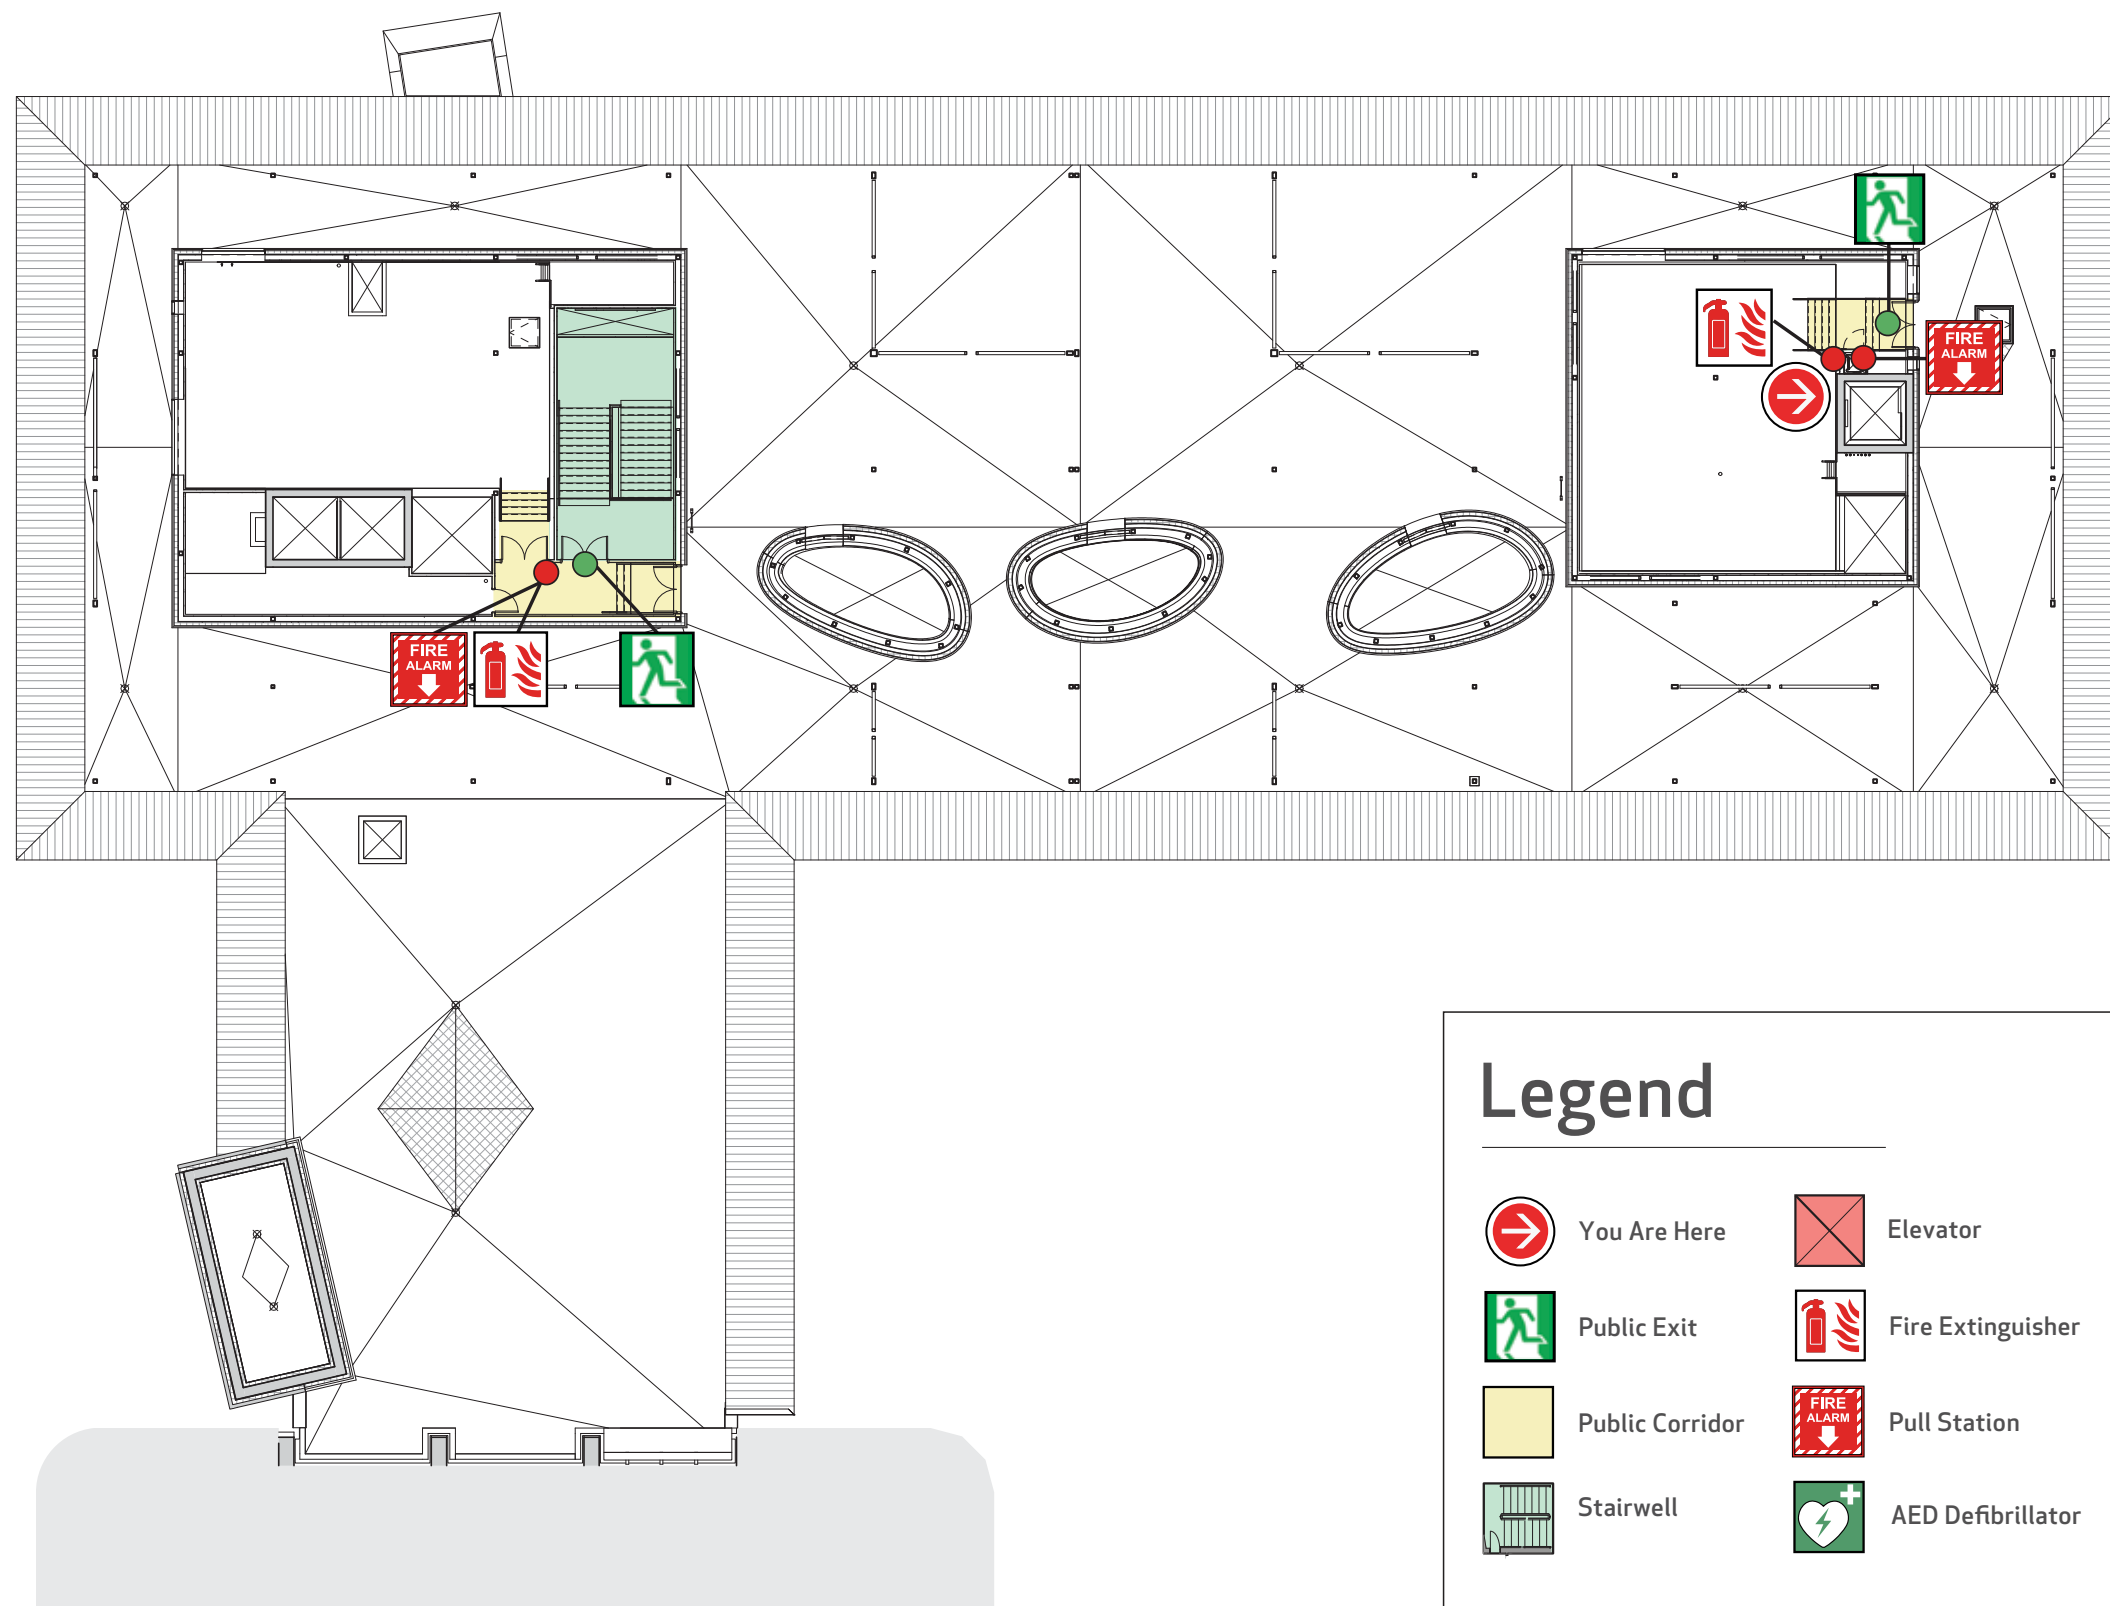 FIRE
ALARM
FIRE
ALARM
Legend
You Are Here
Elevator
Public Exit
Fire Extinguisher
Public Corridor
FIRE
ALARM
Pull Station
Stairwell
AED Defibrillator